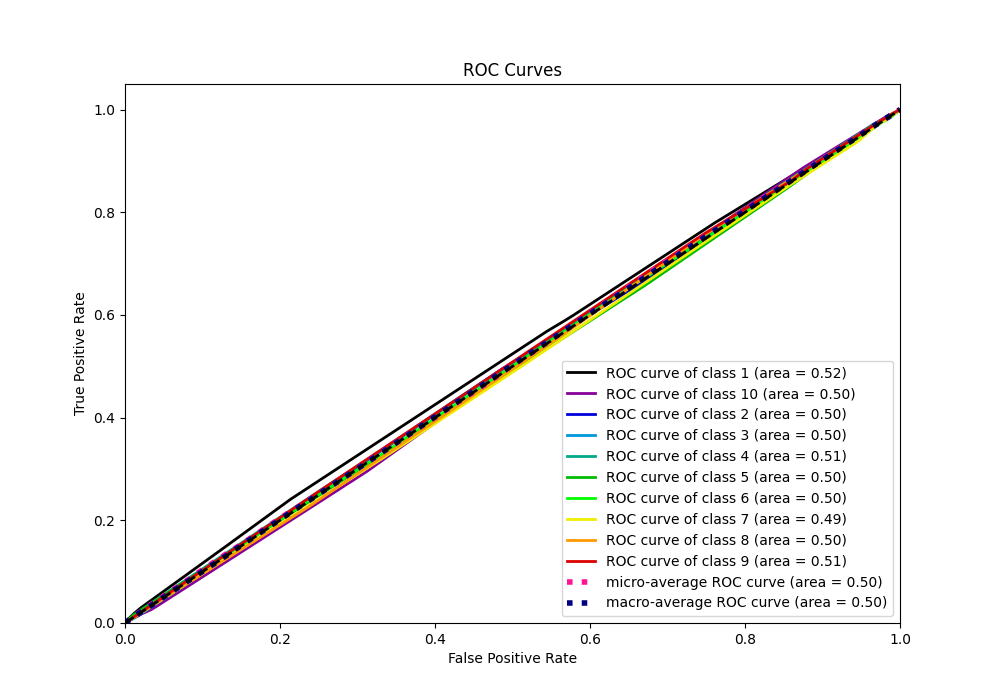 ROC Curves
True Positive Rate
1.0
0.8
0.6
0.4
0.2
0.0
ROC curve of class 1 (area = 0.52)
ROC curve of class 10 (area = 0.50)
ROC curve of class 2 (area = 0.50)
ROC curve of class 3 (area = 0.50)
ROC curve of class 4 (area = 0.51)
ROC curve of class 5 (area = 0.50)
ROC curve of class 6 (area = 0.50)
ROC curve of class 7 (area = 0.49)
ROC curve of class 8 (area = 0.50)
ROC curve of class 9 (area = 0.51)
micro-average ROC curve (area = 0.50)
macro-average ROC curve (area = 0.50)
0.0 0.2 0.4 0.6 0.8 1.0
False Positive Rate